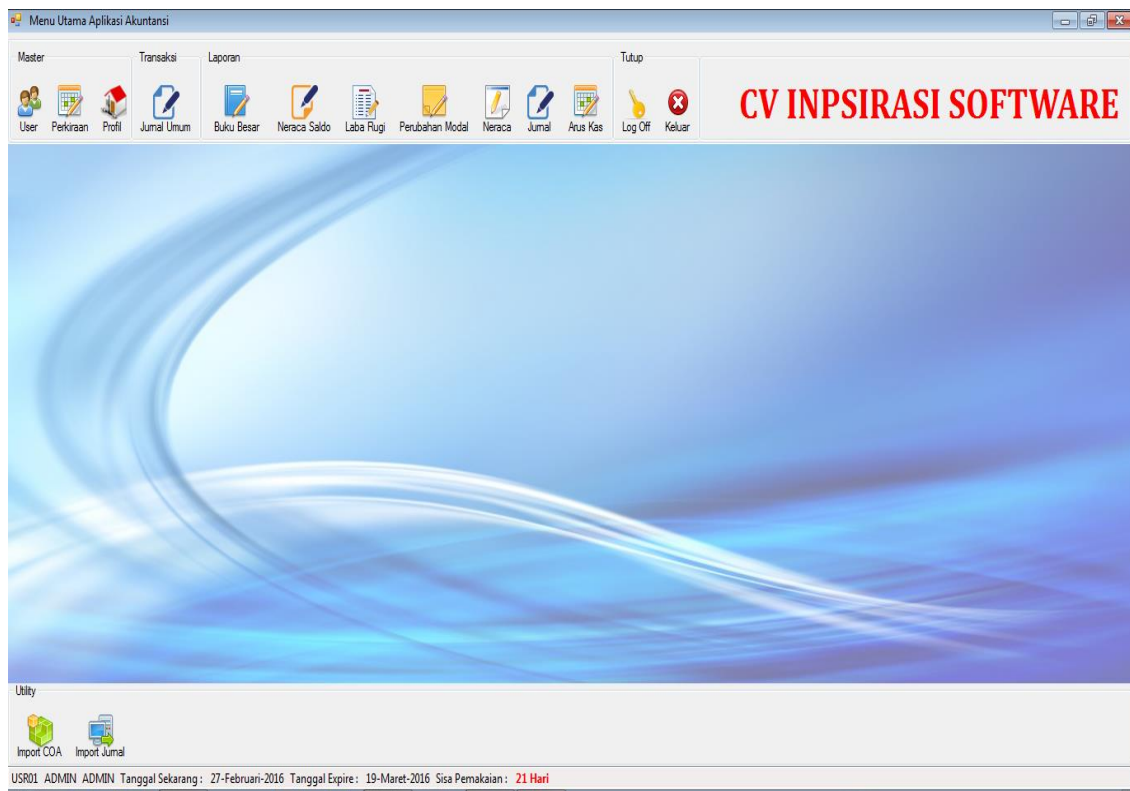 Menu Utama Aplikasi Akuntansi
Master Transaksi Laporan Tutup
User Perkiraan Profil Jurnal Umum Buku Besar Neraca Saldo Laba Rugi Perubahan Modal Neraca Jurnal Arus Kas Log Off Keluar
CV INPSIRASI SOFTWARE
Utility
Import COA Import Jurnal
USR01 ADMIN ADMIN Tanggal Sekarang : 27-Februari-2016 Tanggal Expire : 19-Maret-2016 Sisa Pemakaian : 21 Hari